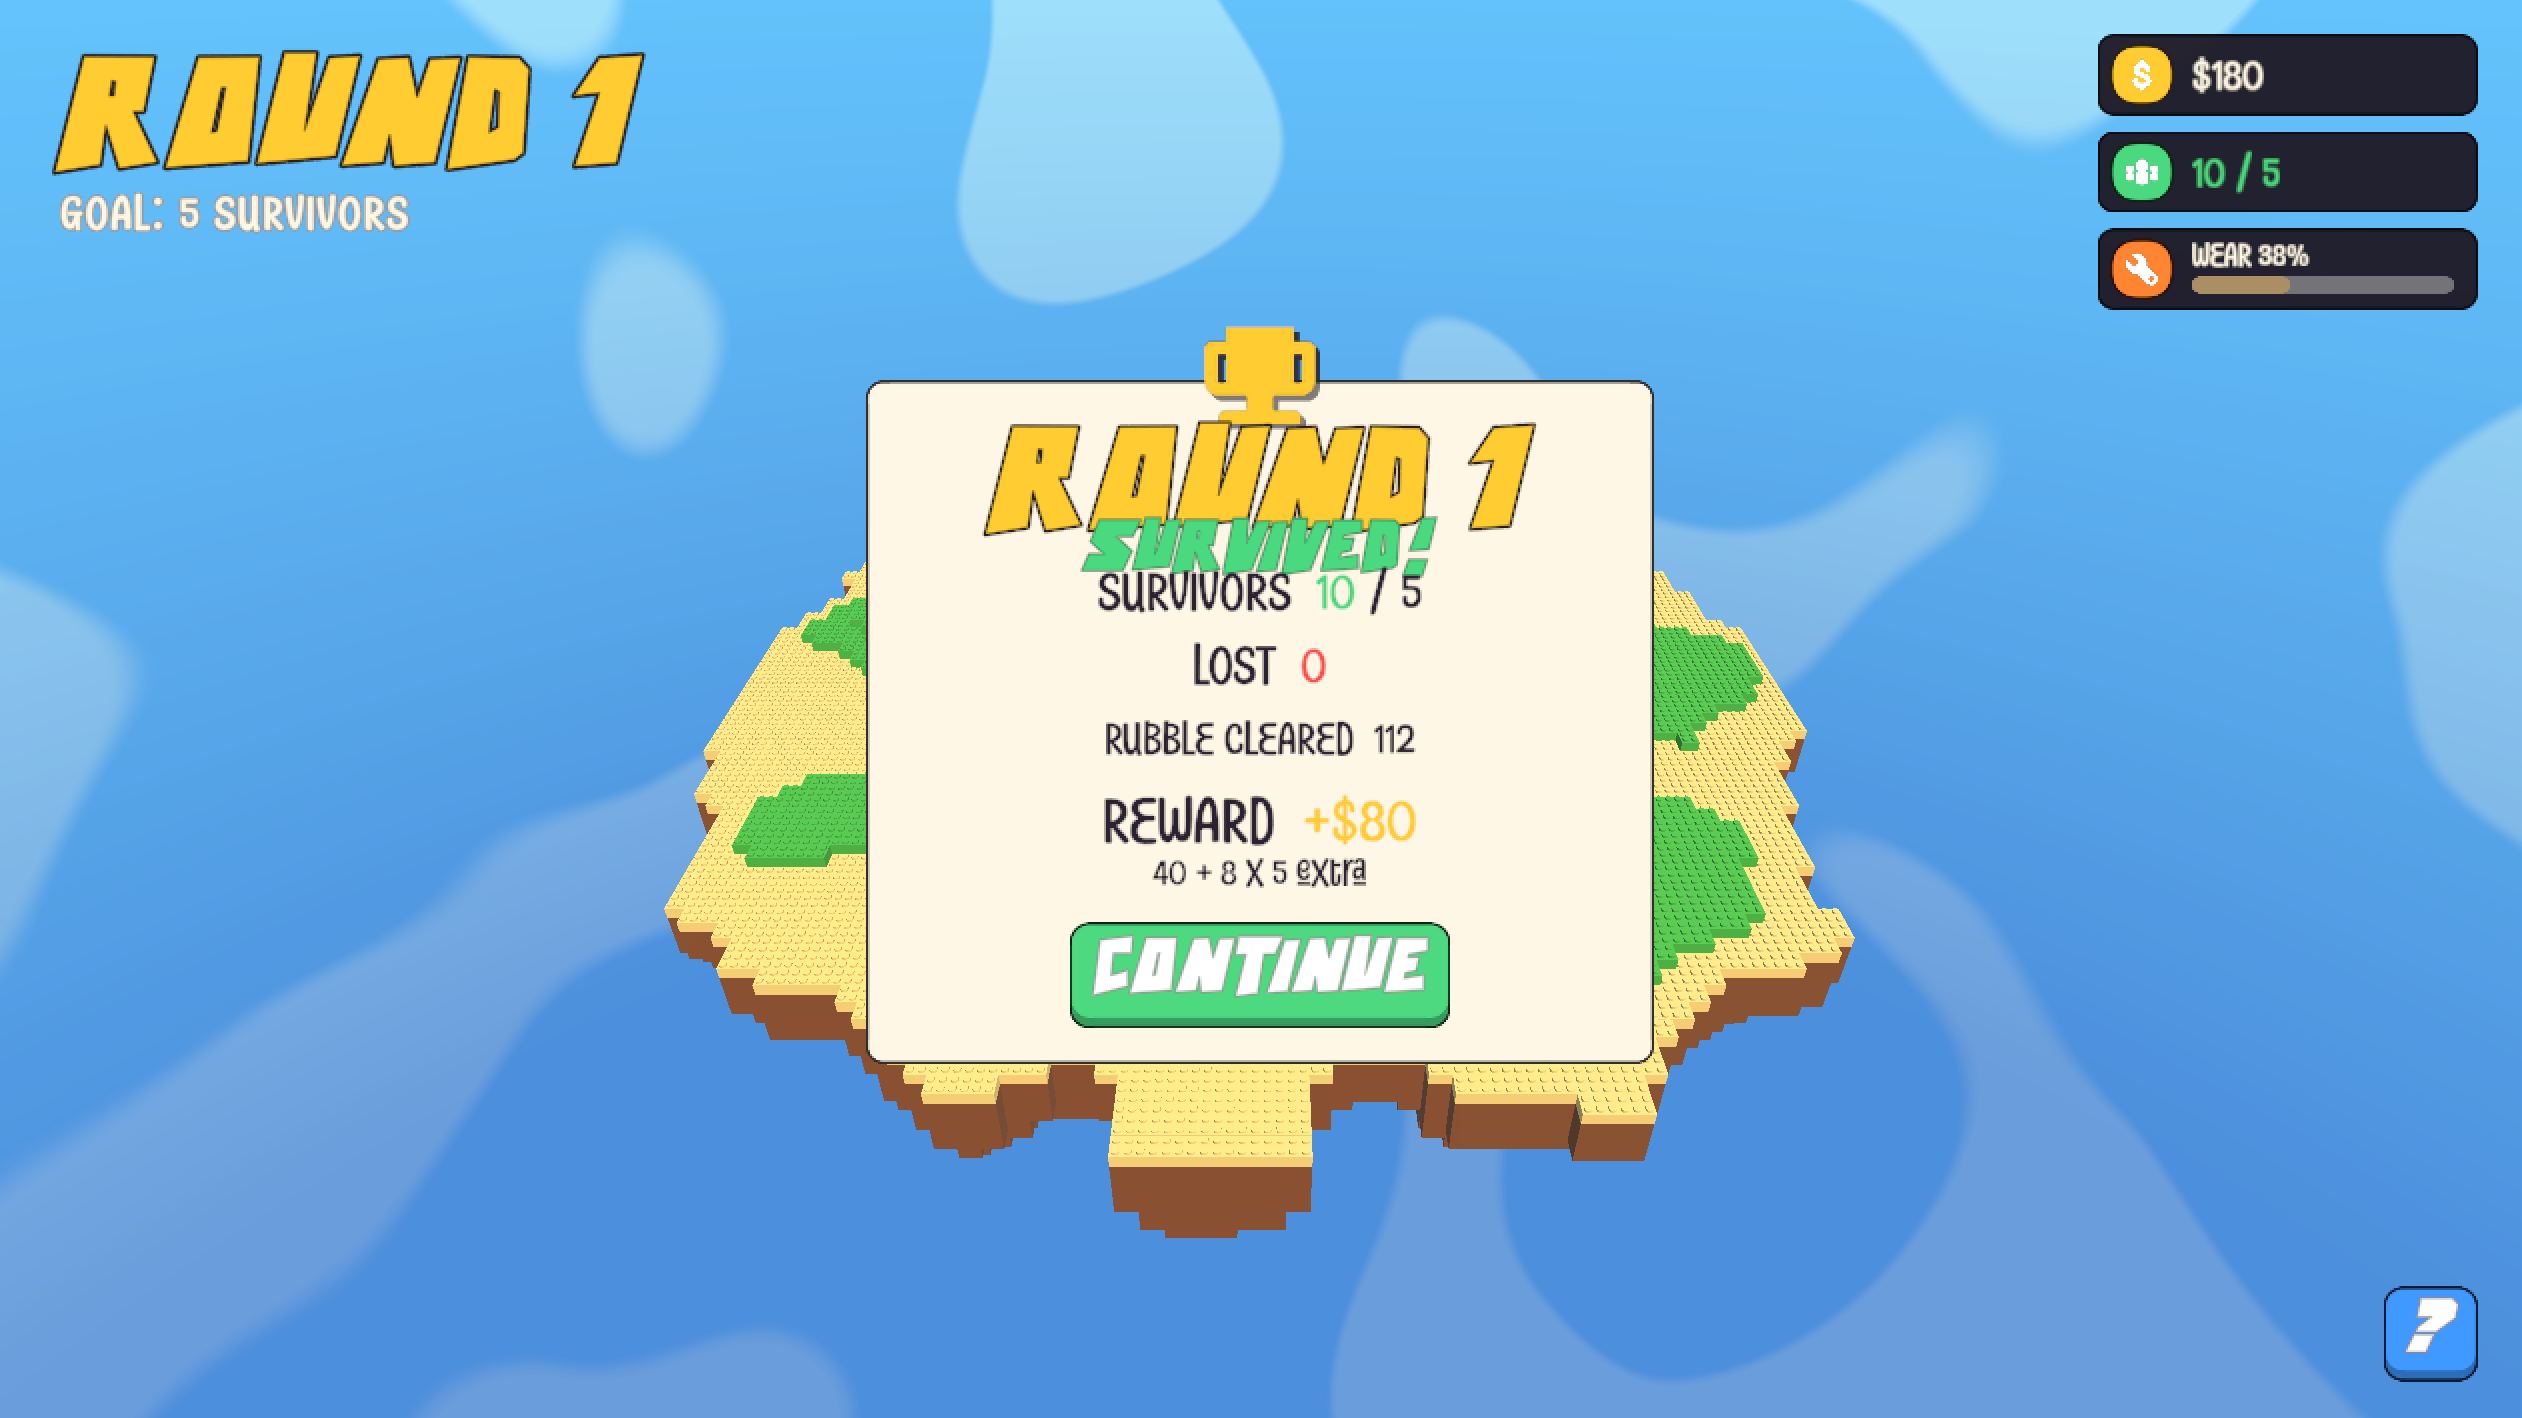 ROUND 1
GOAL: 5 SURVIVORS
$180
10 / 5
WEAR 38%
ROUND 1
SURVIVED!
SURVIVORS 10 / 5
LOST 0
RUBBLE CLEARED 112
REWARD +$80
40 + 8 X 5 extra
CONTINUE
?